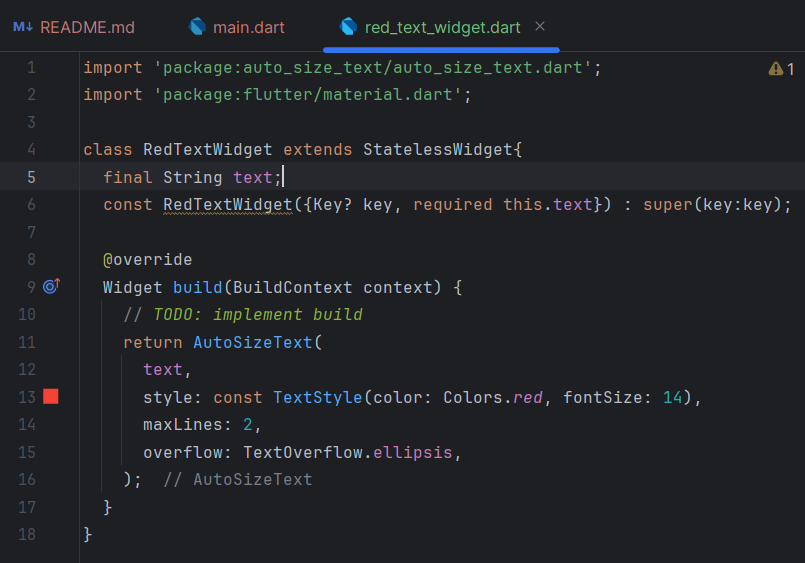 M↓ README.md main.dart red_text_widget.dart ×
1 import 'package:auto_size_text/auto_size_text.dart'; 1
2 import 'package:flutter/material.dart';
3
4 class RedTextWidget extends StatelessWidget{
5 final String text;
6 const RedTextWidget({Key? key, required this.text}) : super(key:key);
7
8 @override
9 Widget build(BuildContext context) {
10 // TODO: implement build
11 return AutoSizeText(
12 text,
13 style: const TextStyle(color: Colors.red, fontSize: 14),
14 maxLines: 2,
15 overflow: TextOverflow.ellipsis,
16 ); // AutoSizeText
17 }
18 }